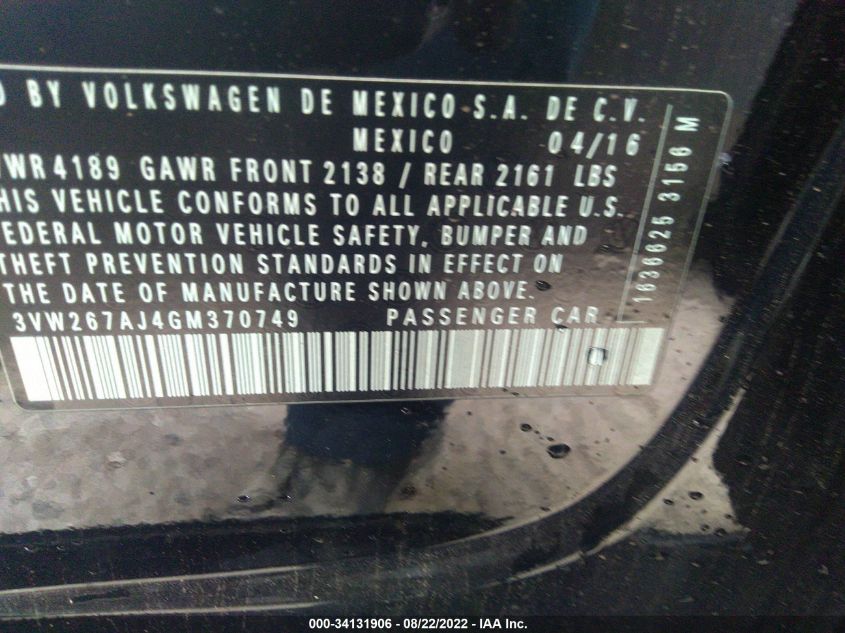 BY VOLKSWAGEN DE MEXICO S.A. DE C.V.
MEXICO 04/16
WR 4189 GAWR FRONT 2138 / REAR 2161 LBS
HIS VEHICLE CONFORMS TO ALL APPLICABLE U.S.
EDERAL MOTOR VEHICLE SAFETY, BUMPER AND
THEFT PREVENTION STANDARDS IN EFFECT ON
THE DATE OF MANUFACTURE SHOWN ABOVE.
3VW267AJ4GM370749 PASSENGER CAR
1636625 3156 M
000-34131906 - 08/22/2022 - IAA Inc.